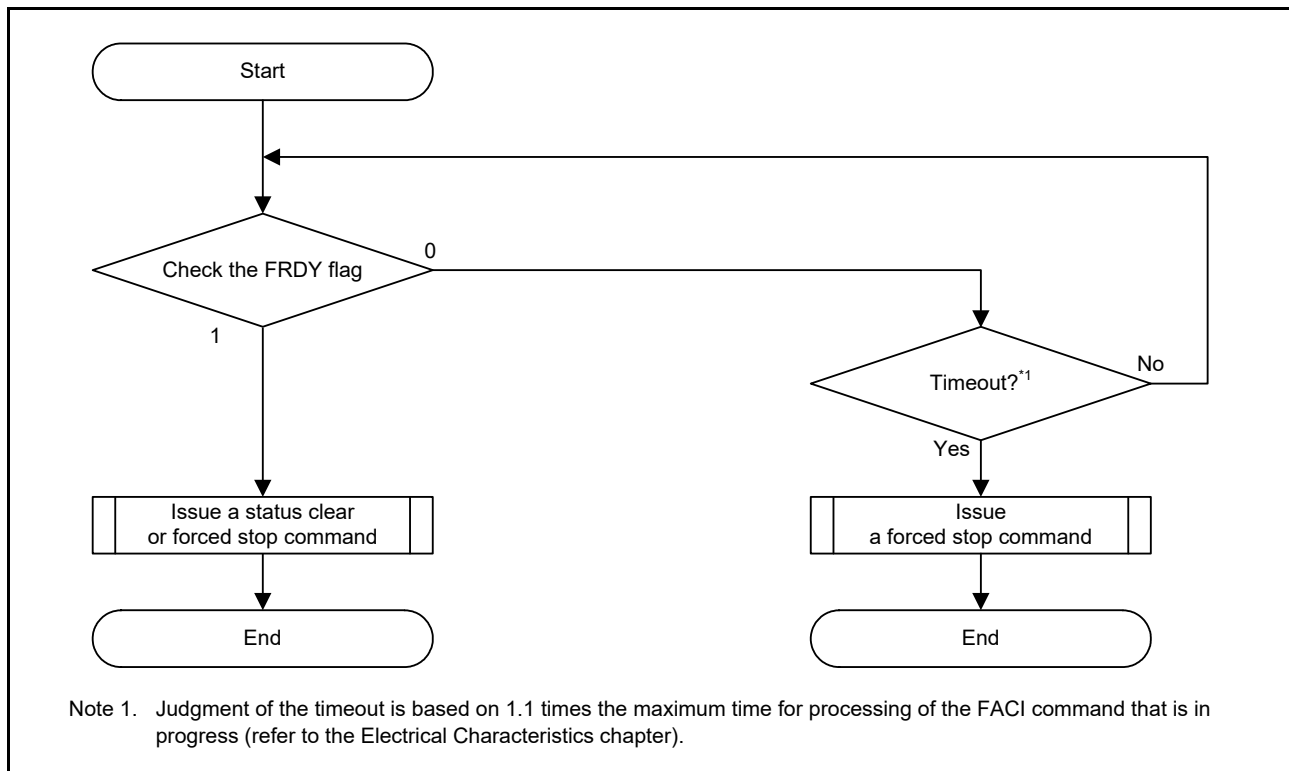 Start
Check the FRDY flag
0
1
Timeout?*1
No
Yes
Issue a status clear
or forced stop command
Issue
a forced stop command
End
End
Note 1. Judgment of the timeout is based on 1.1 times the maximum time for processing of the FACI command that is in
progress (refer to the Electrical Characteristics chapter).